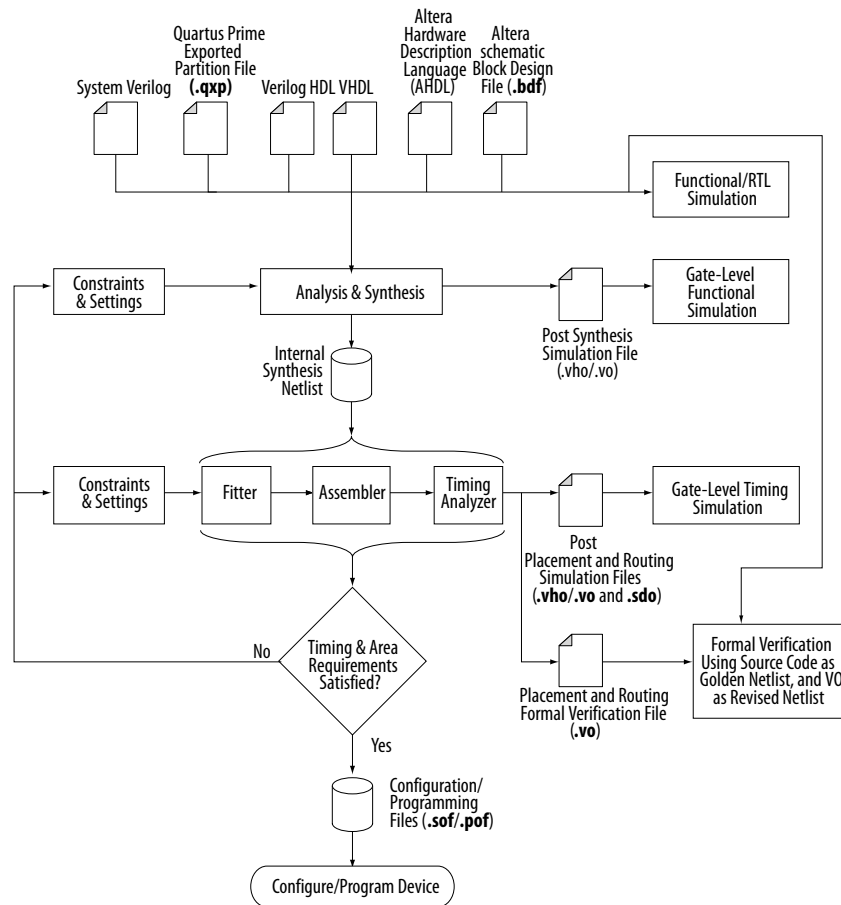 Quartus Prime
Exported
Partition File
(.qxp)
Altera
Hardware
Description
Language
(AHDL)
Altera
schematic
Block Design
File (.bdf)
System Verilog
Verilog HDL
VHDL
Functional/RTL
Simulation
Constraints
& Settings
Analysis & Synthesis
Gate-Level
Functional
Simulation
Post Synthesis
Simulation File
(.vho/.vo)
Internal
Synthesis
Netlist
Constraints
& Settings
Fitter
Assembler
Timing
Analyzer
Gate-Level Timing
Simulation
Post
Placement and Routing
Simulation Files
(.vho/.vo and .sdo)
No
Timing & Area
Requirements
Satisfied?
Formal Verification
Using Source Code as
Golden Netlist, and VO
as Revised Netlist
Placement and Routing
Formal Verification File
(.vo)
Yes
Configuration/
Programming
Files (.sof/.pof)
Configure/Program Device